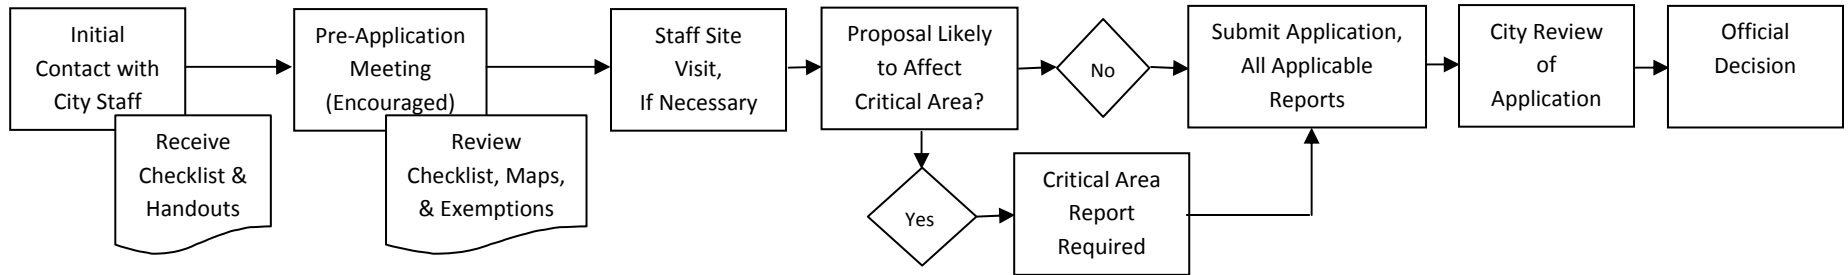 Initial
Contact with
City Staff
Receive
Checklist &
Handouts
Pre-Application
Meeting
(Encouraged)
Review
Checklist, Maps,
& Exemptions
Staff Site
Visit,
If Necessary
Proposal Likely
to Affect
Critical Area?
No
Yes
Critical Area
Report
Required
Submit Application,
All Applicable
Reports
City Review
of
Application
Official
Decision